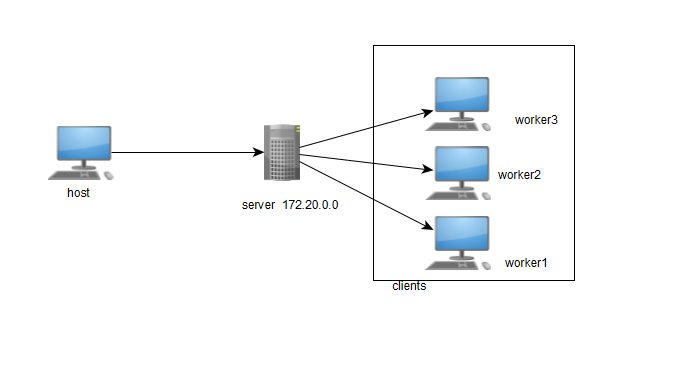 host
server 172.20.0.0
worker3
worker2
worker1
clients